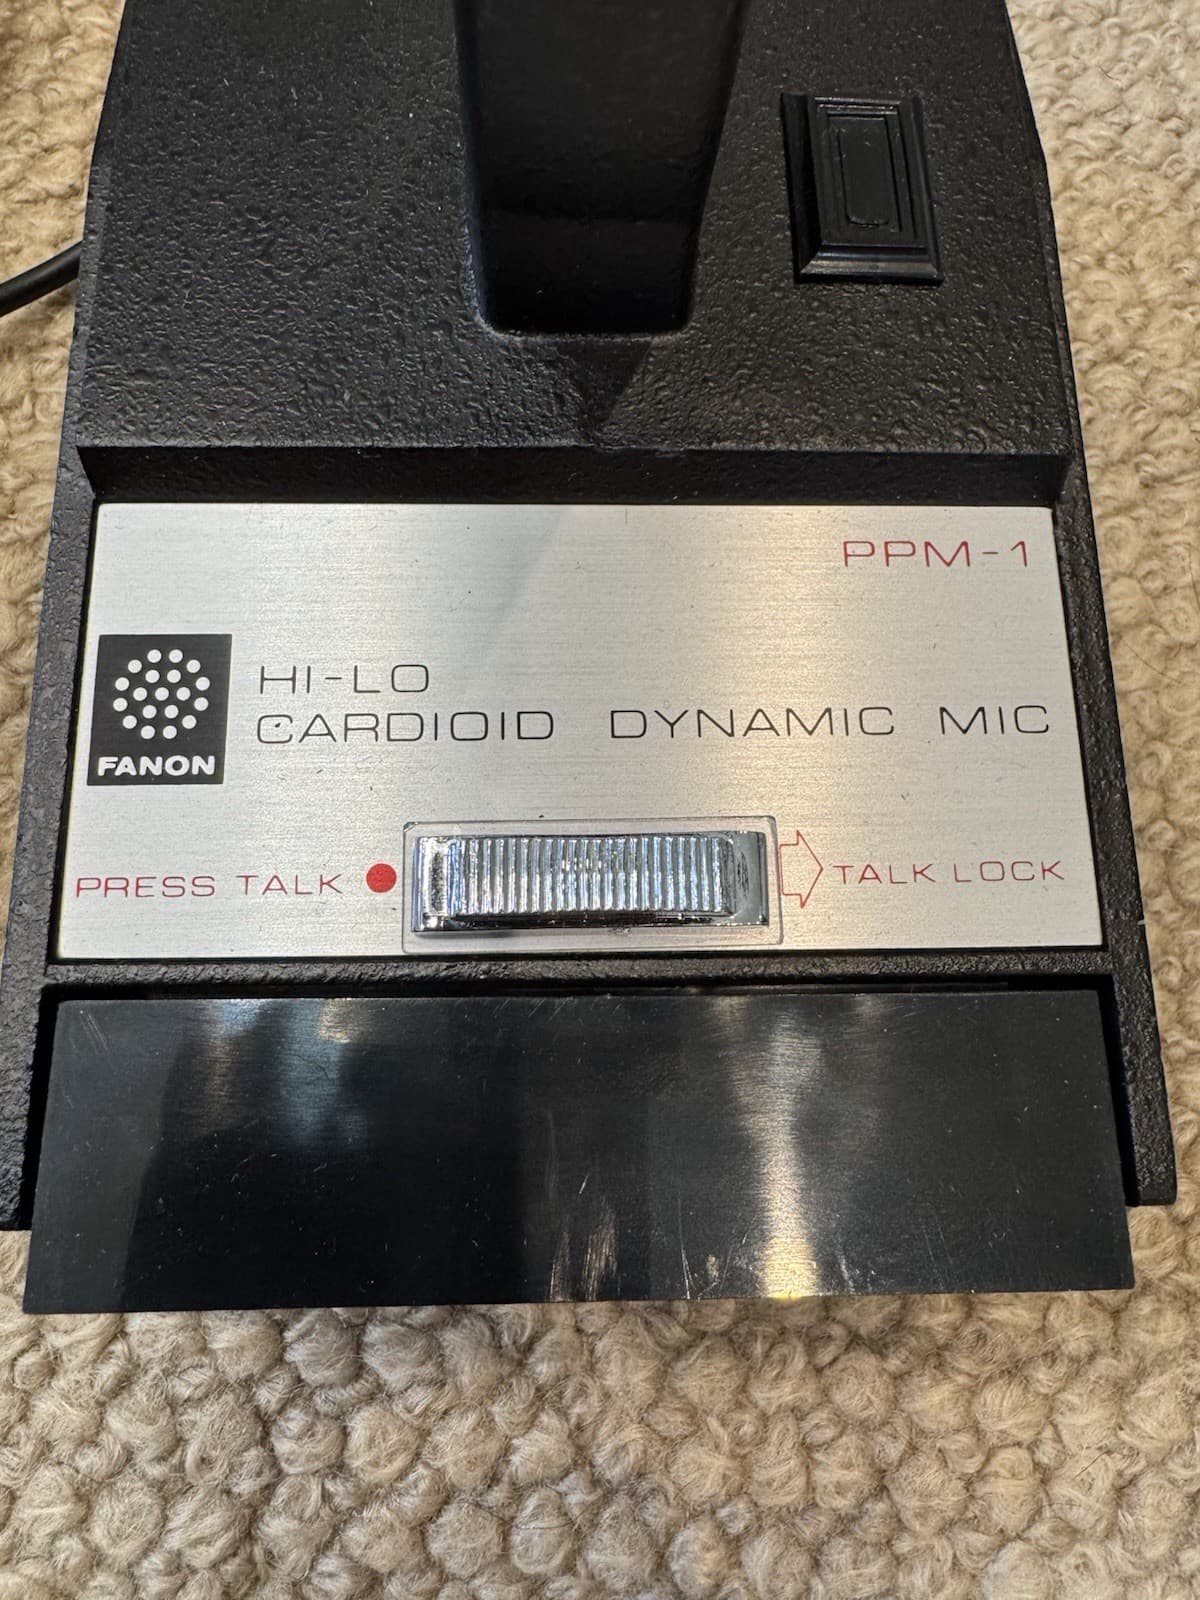 PPM-1
HI-LO
CARDIOID DYNAMIC MIC
FANON
PRESS TALK
TALK LOCK